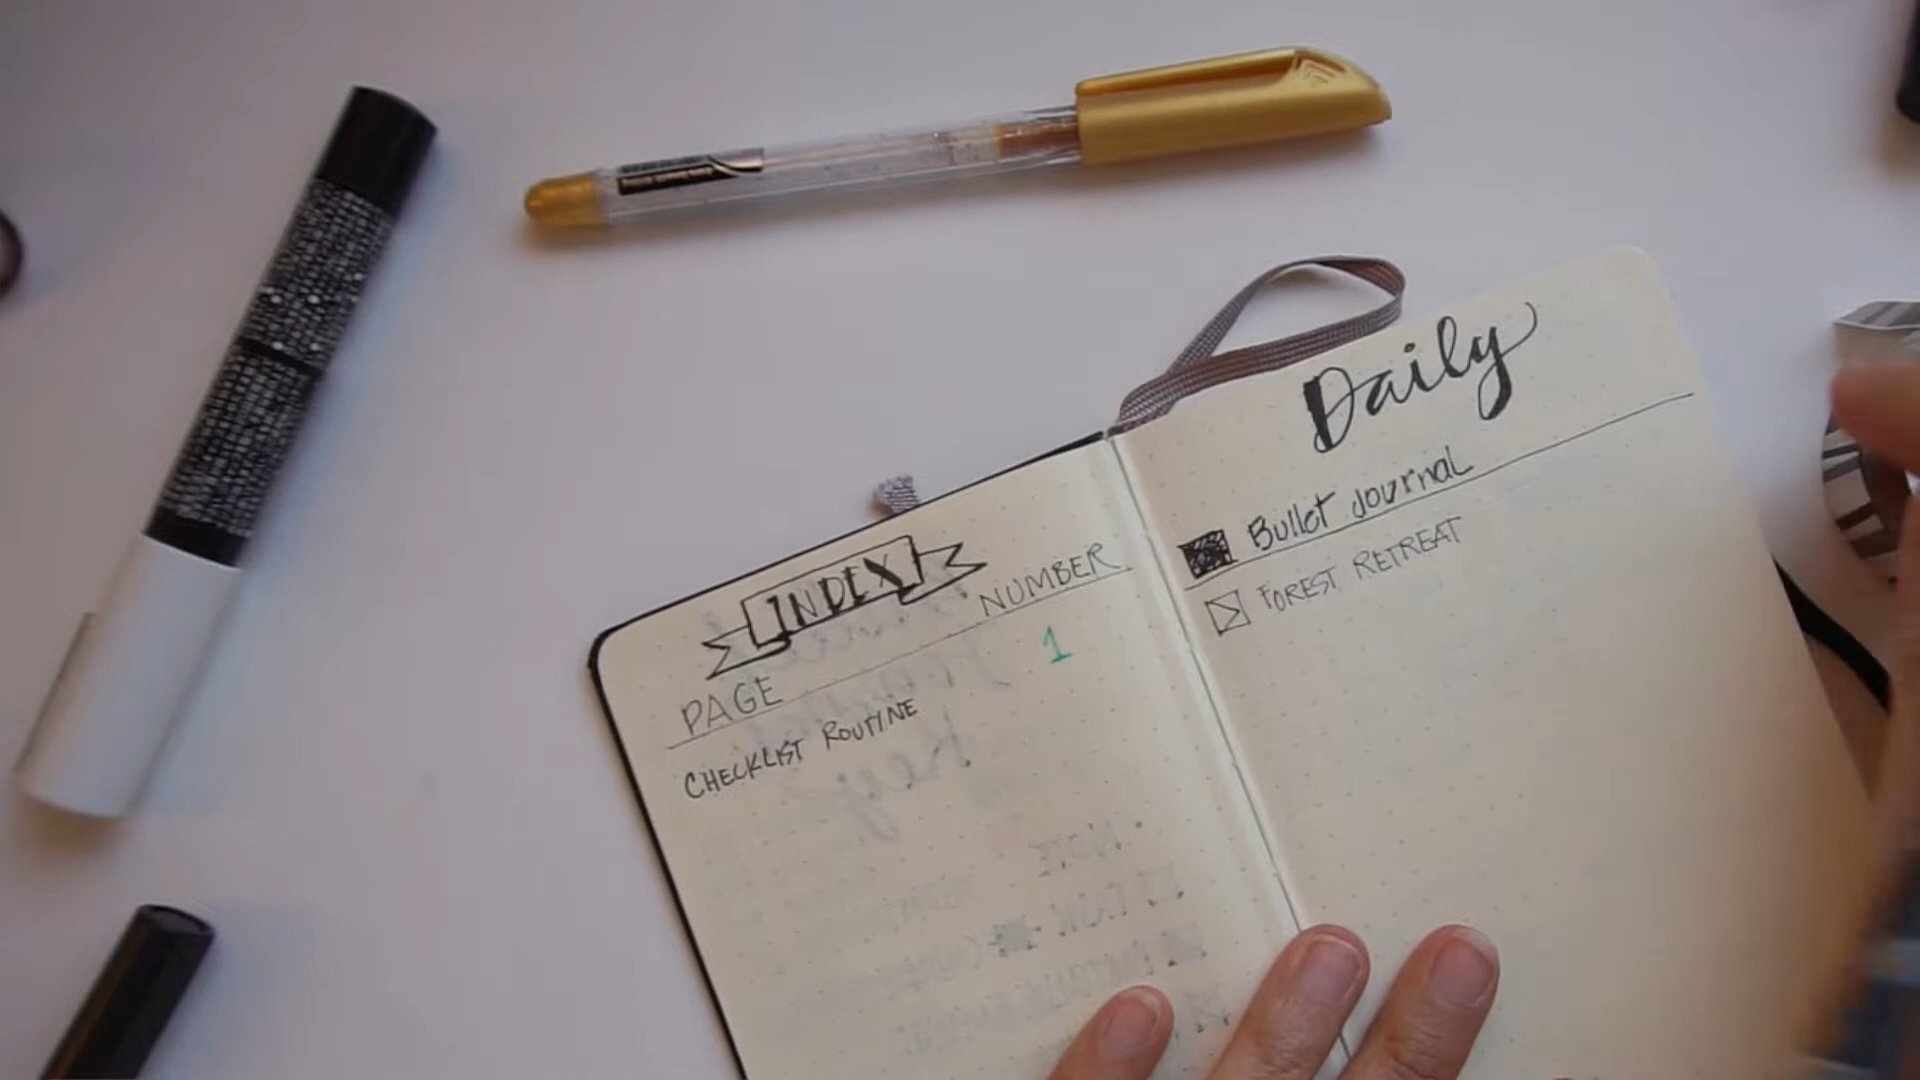 INDEX
PAGE NUMBER
CHECKLIST ROUTINE 1
Daily
Bullet Journal
FOREST RETREAT